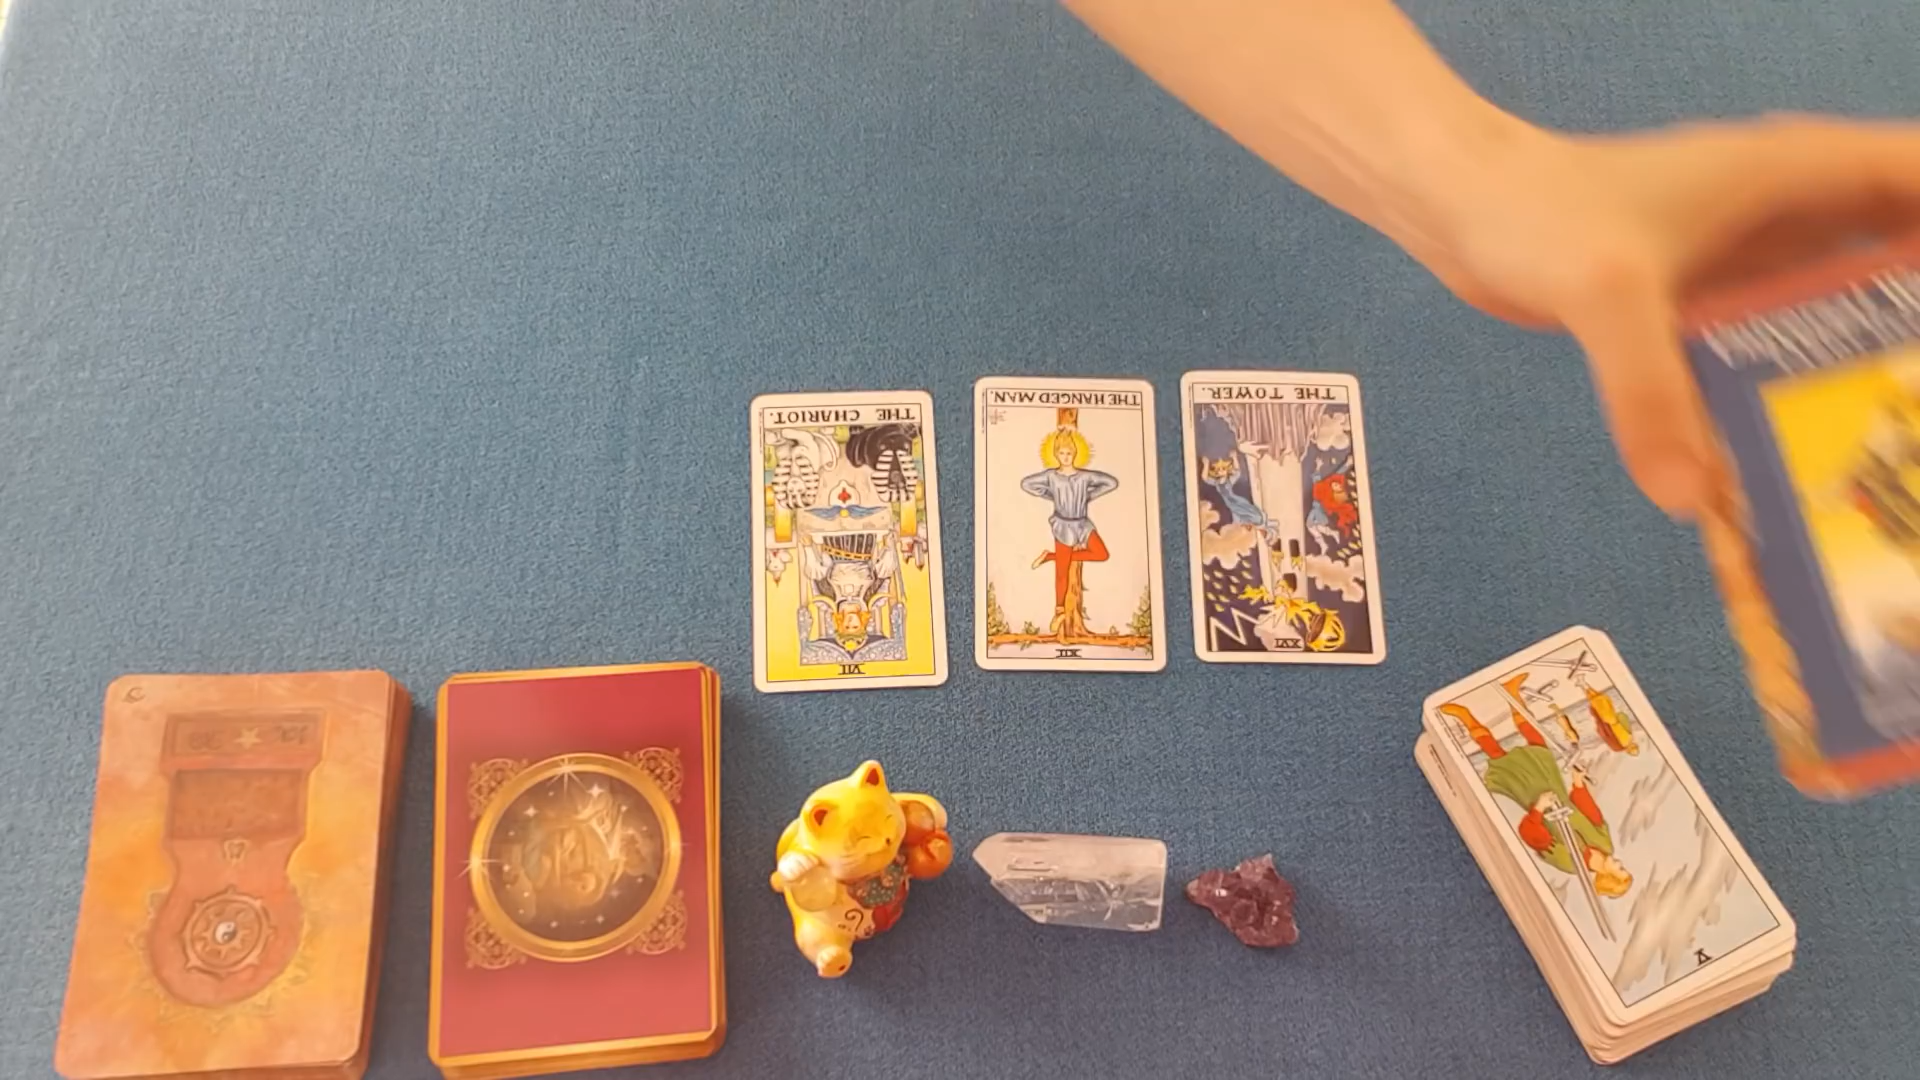 THE CHARIOT.
VII
THE HANGED MAN.
XII
THE TOWER.
XVI
V